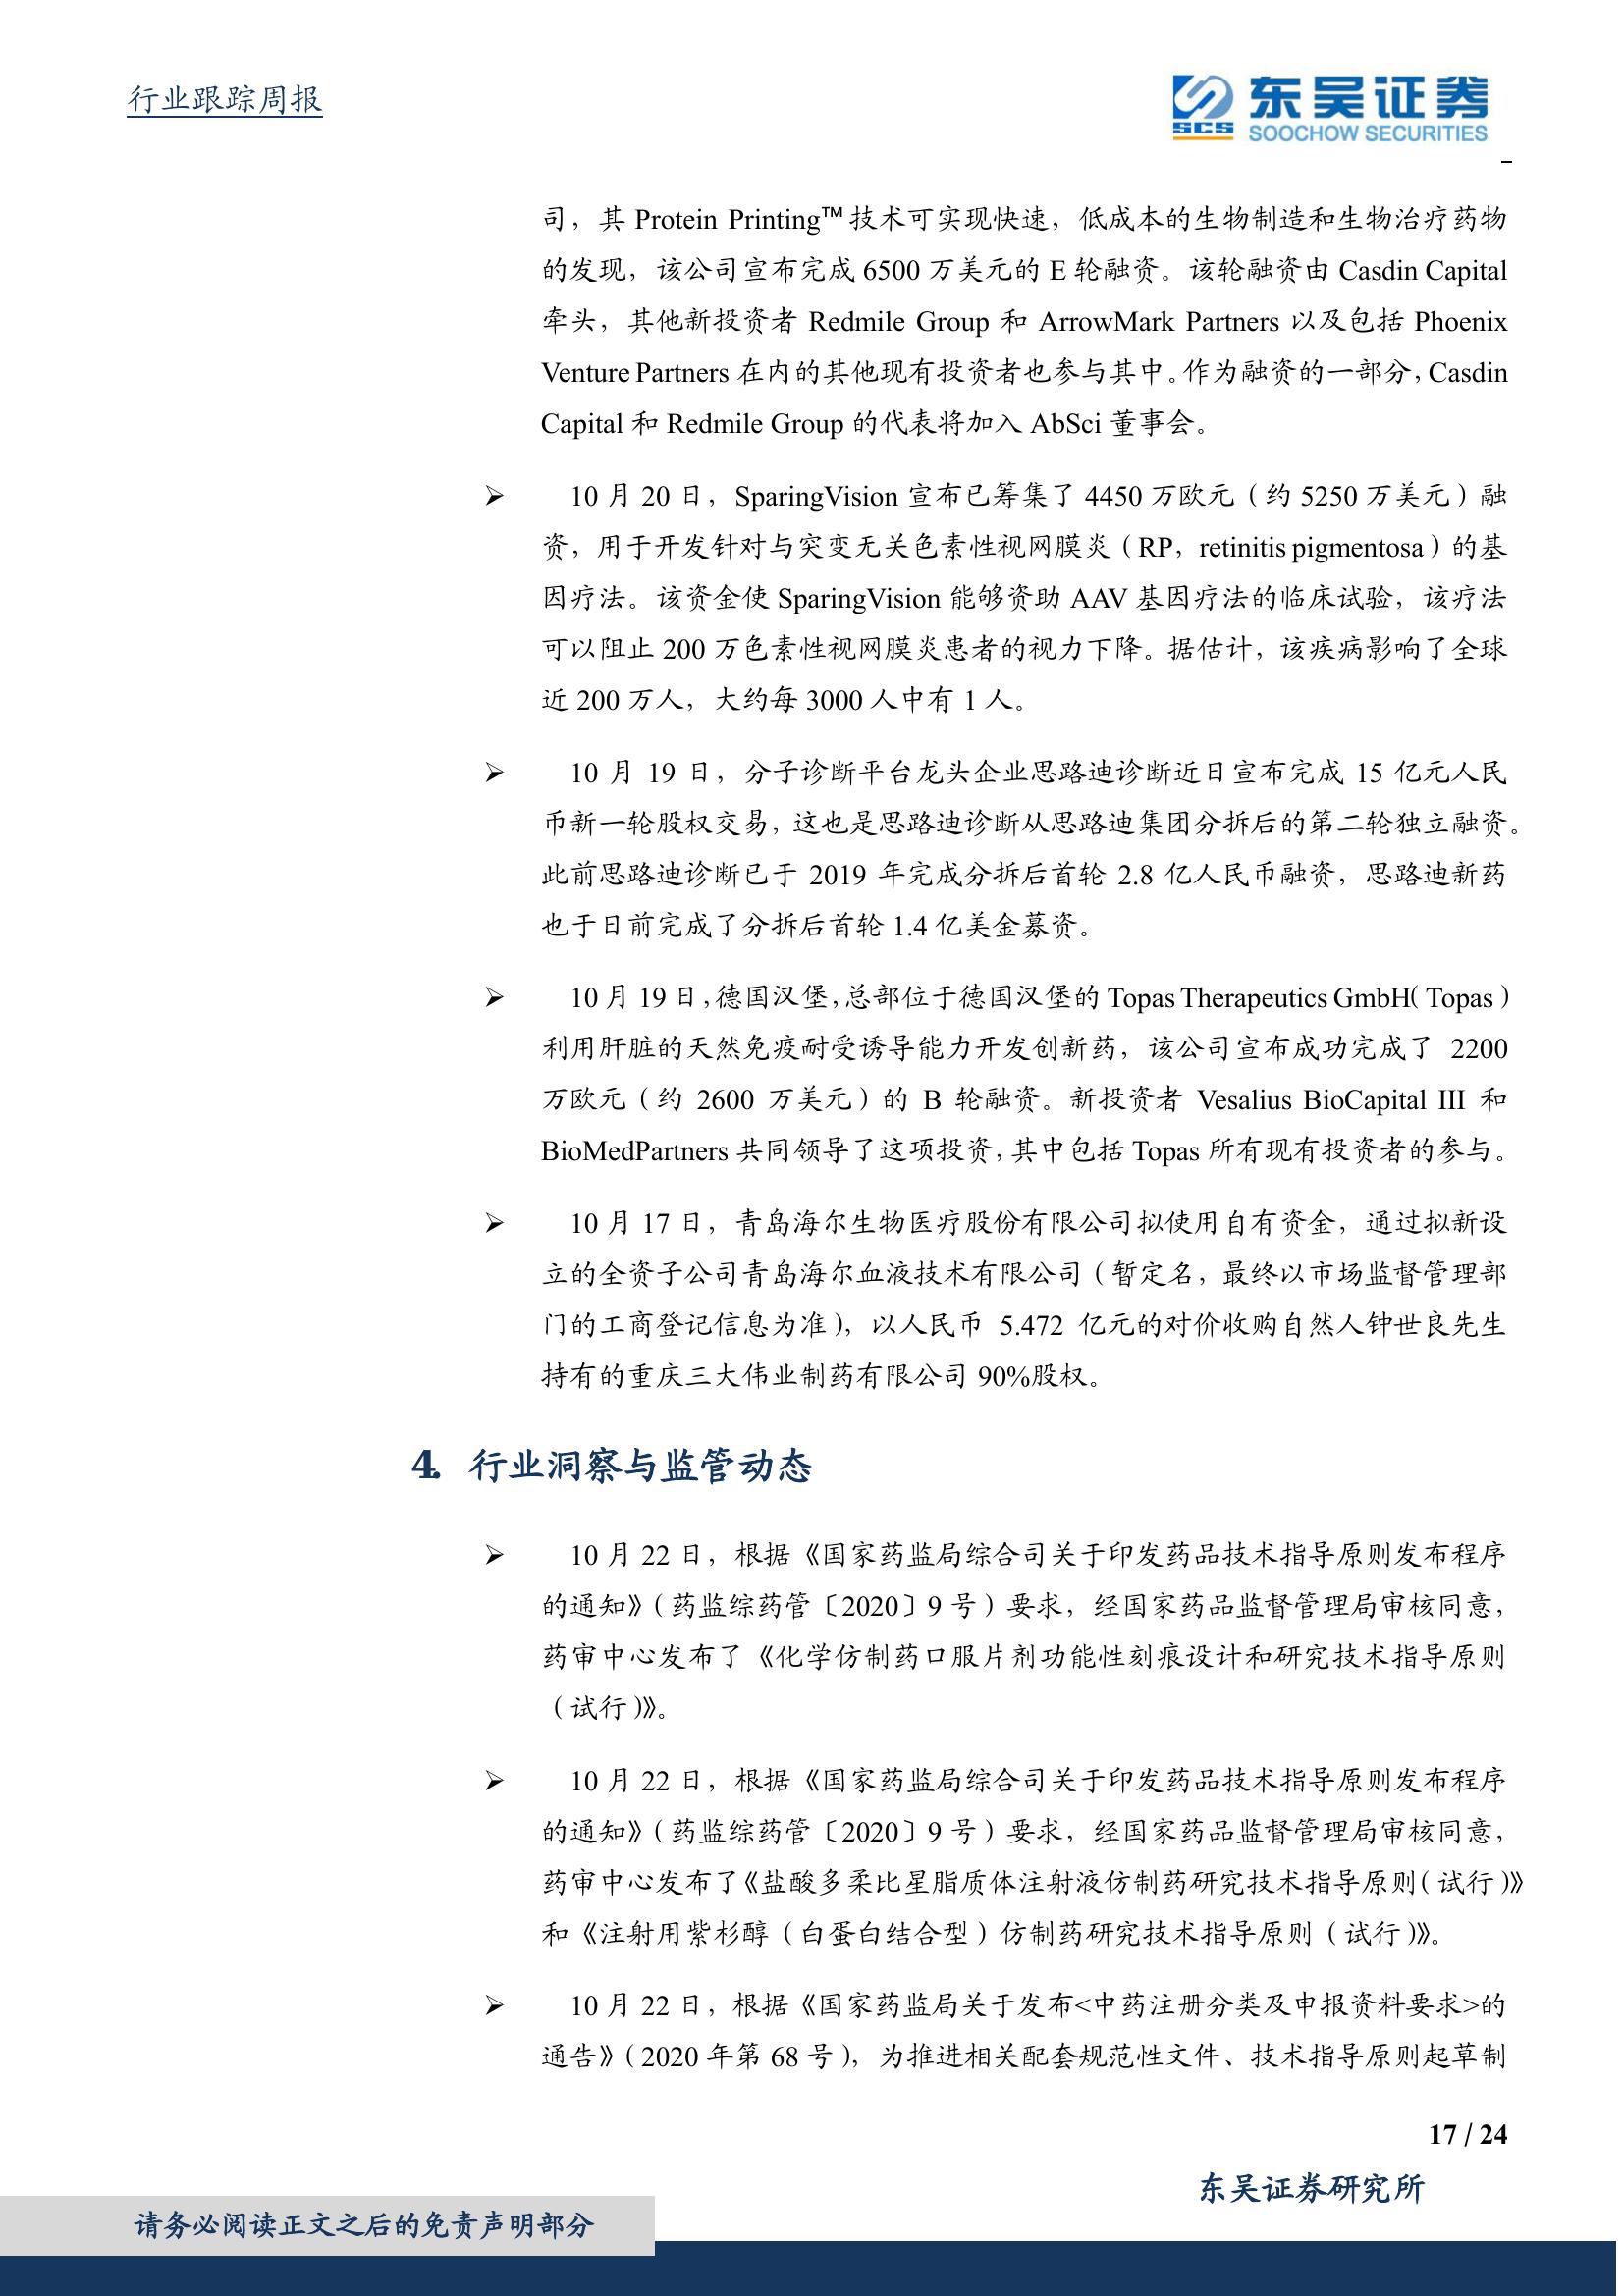 行业跟踪周报
SCS
东吴证券
SOOCHOW SECURITIES
司，其 Protein Printing™技术可实现快速，低成本的生物制造和生物治疗药物
的发现，该公司宣布完成 6500 万美元的 E 轮融资。该轮融资由 Casdin Capital
牵头，其他新投资者 Redmile Group 和 ArrowMark Partners 以及包括 Phoenix
Venture Partners 在内的其他现有投资者也参与其中。作为融资的一部分，Casdin
Capital 和 Redmile Group 的代表将加入 AbSci 董事会。
➢ 10 月 20 日，SparingVision 宣布已筹集了 4450 万欧元（约 5250 万美元）融
资，用于开发针对与突变无关色素性视网膜炎（RP，retinitis pigmentosa）的基
因疗法。该资金使 SparingVision 能够资助 AAV 基因疗法的临床试验，该疗法
可以阻止 200 万色素性视网膜炎患者的视力下降。据估计，该疾病影响了全球
近 200 万人，大约每 3000 人中有 1 人。
➢ 10 月 19 日，分子诊断平台龙头企业思路迪诊断近日宣布完成 15 亿元人民
币新一轮股权交易，这也是思路迪诊断从思路迪集团分拆后的第二轮独立融资。
此前思路迪诊断已于 2019 年完成分拆后首轮 2.8 亿人民币融资，思路迪新药
也于日前完成了分拆后首轮 1.4 亿美金募资。
➢ 10 月 19 日，德国汉堡，总部位于德国汉堡的 Topas Therapeutics GmbH（Topas）
利用肝脏的天然免疫耐受诱导能力开发创新药，该公司宣布成功完成了 2200
万欧元（约 2600 万美元）的 B 轮融资。新投资者 Vesalius BioCapital III 和
BioMedPartners 共同领导了这项投资，其中包括 Topas 所有现有投资者的参与。
➢ 10 月 17 日，青岛海尔生物医疗股份有限公司拟使用自有资金，通过拟新设
立的全资子公司青岛海尔血液技术有限公司（暂定名，最终以市场监督管理部
门的工商登记信息为准），以人民币 5.472 亿元的对价收购自然人钟世良先生
持有的重庆三大伟业制药有限公司 90%股权。
4. 行业洞察与监管动态
➢ 10 月 22 日，根据《国家药监局综合司关于印发药品技术指导原则发布程序
的通知》（药监综药管〔2020〕9 号）要求，经国家药品监督管理局审核同意，
药审中心发布了《化学仿制药口服片剂功能性刻痕设计和研究技术指导原则
（试行）》。
➢ 10 月 22 日，根据《国家药监局综合司关于印发药品技术指导原则发布程序
的通知》（药监综药管〔2020〕9 号）要求，经国家药品监督管理局审核同意，
药审中心发布了《盐酸多柔比星脂质体注射液仿制药研究技术指导原则（试行）》
和《注射用紫杉醇（白蛋白结合型）仿制药研究技术指导原则（试行）》。
➢ 10 月 22 日，根据《国家药监局关于发布<中药注册分类及申报资料要求>的
通告》（2020 年第 68 号），为推进相关配套规范性文件、技术指导原则起草制
17 / 24
东吴证券研究所
请务必阅读正文之后的免责声明部分